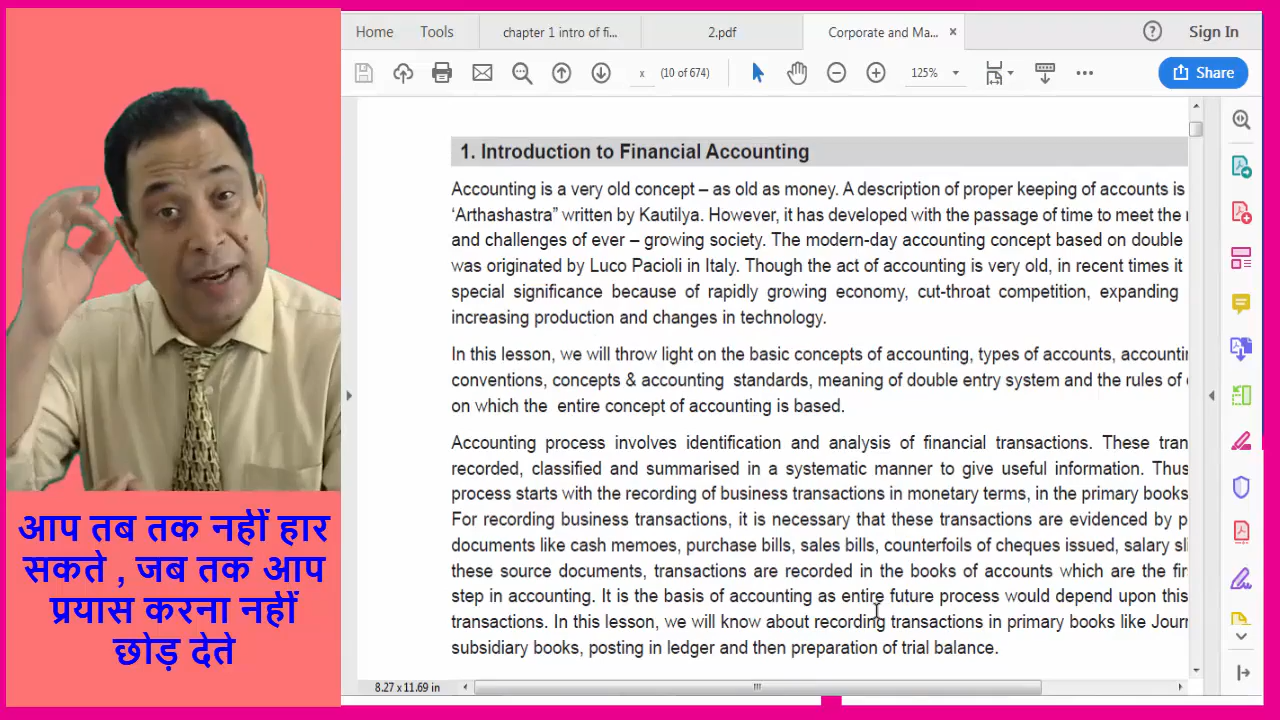 Home Tools chapter 1 intro of fi... 2.pdf Corporate and Ma... × ? Sign In
x (10 of 674) 125% Share
1. Introduction to Financial Accounting
Accounting is a very old concept – as old as money. A description of proper keeping of accounts is
‘Arthashastra” written by Kautilya. However, it has developed with the passage of time to meet the
and challenges of ever – growing society. The modern-day accounting concept based on double
was originated by Luco Pacioli in Italy. Though the act of accounting is very old, in recent times it
special significance because of rapidly growing economy, cut-throat competition, expanding
increasing production and changes in technology.
In this lesson, we will throw light on the basic concepts of accounting, types of accounts, accountin
conventions, concepts & accounting standards, meaning of double entry system and the rules of
on which the entire concept of accounting is based.
Accounting process involves identification and analysis of financial transactions. These tran
recorded, classified and summarised in a systematic manner to give useful information. Thus
process starts with the recording of business transactions in monetary terms, in the primary books
For recording business transactions, it is necessary that these transactions are evidenced by p
documents like cash memoes, purchase bills, sales bills, counterfoils of cheques issued, salary sli
these source documents, transactions are recorded in the books of accounts which are the fir
step in accounting. It is the basis of accounting as entire future process would depend upon this
transactions. In this lesson, we will know about recording transactions in primary books like Jour
subsidiary books, posting in ledger and then preparation of trial balance.
8.27 x 11.69 in
आप तब तक नहीं हार
सकते , जब तक आप
प्रयास करना नहीं
छोड़ देते